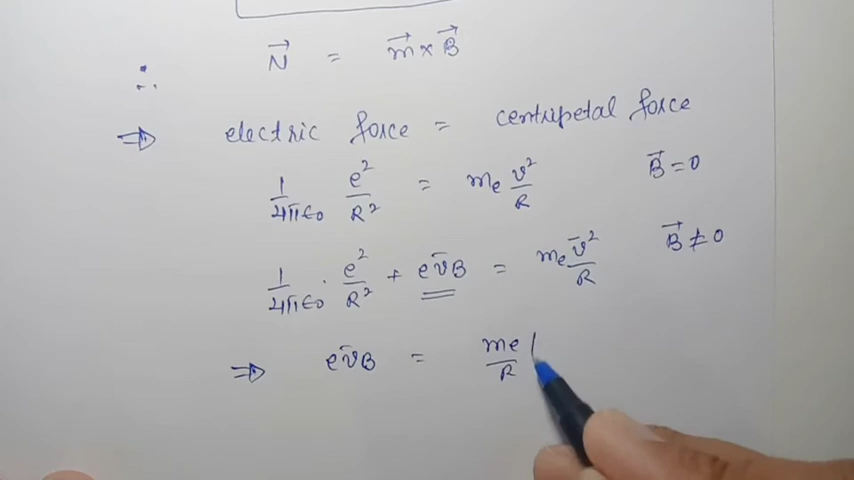 ∴ N⃗ = m⃗ × B⃗
⇒ electric force = centripetal force
1/4πε₀ e²/R² = mₑ v²/R B⃗ = 0
1/4πε₀ · e²/R² + ev̄B = mₑ v̄²/R B⃗ ≠ 0
⇒ ev̄B = mₑ/R (